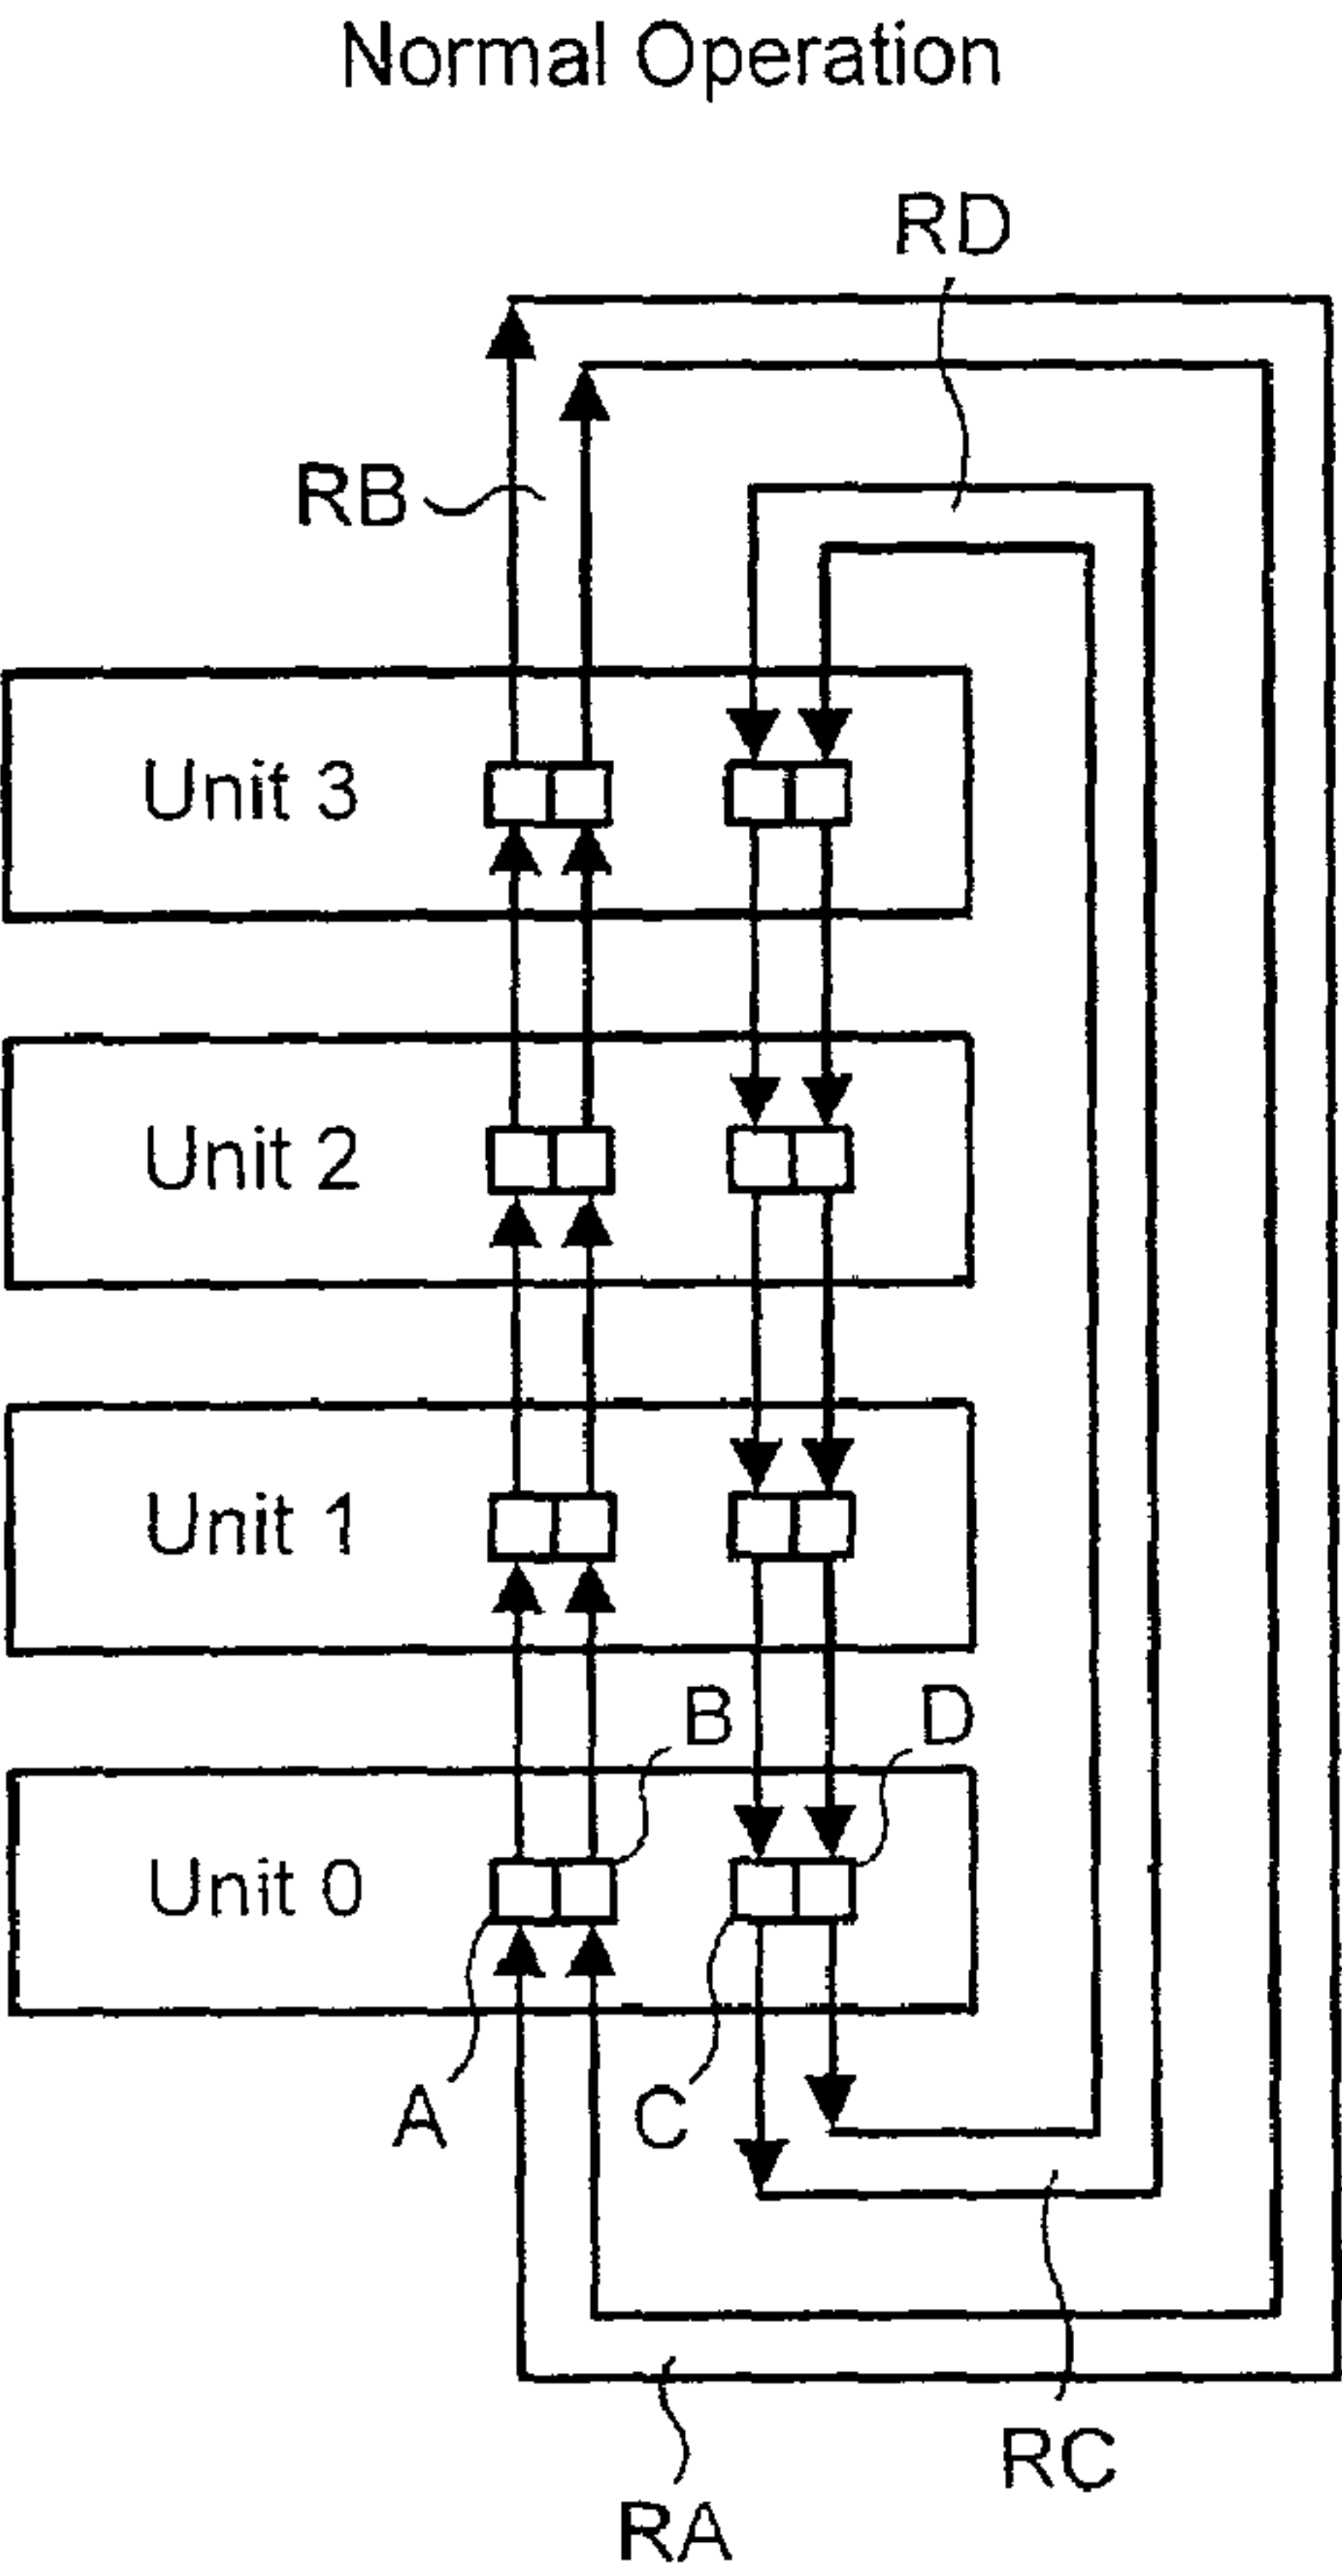 Normal Operation
RD
RB
Unit 3
Unit 2
Unit 1
B
D
Unit 0
A
C
RC
RA